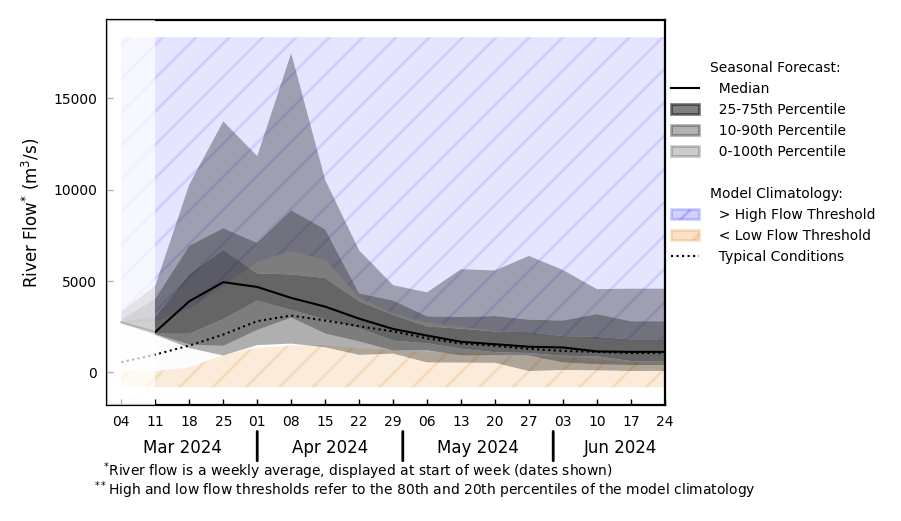 15000
10000
5000
0
River Flow* (m³/s)
04 11 18 25 01 08 15 22 29 06 13 20 27 03 10 17 24
Mar 2024 Apr 2024 May 2024 Jun 2024
*River flow is a weekly average, displayed at start of week (dates shown)
**High and low flow thresholds refer to the 80th and 20th percentiles of the model climatology
Seasonal Forecast:
Median
25-75th Percentile
10-90th Percentile
0-100th Percentile
Model Climatology:
> High Flow Threshold
< Low Flow Threshold
Typical Conditions